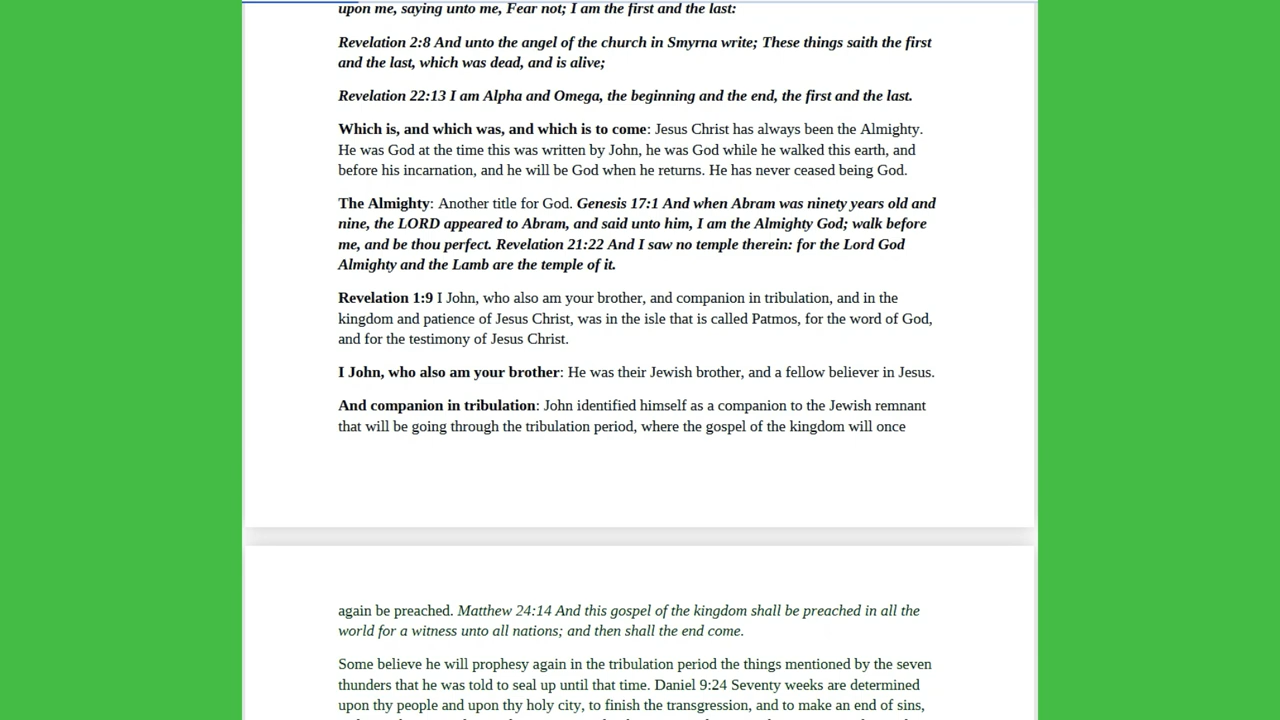 upon me, saying unto me, Fear not; I am the first and the last:
Revelation 2:8 And unto the angel of the church in Smyrna write; These things saith the first
and the last, which was dead, and is alive;
Revelation 22:13 I am Alpha and Omega, the beginning and the end, the first and the last.
Which is, and which was, and which is to come: Jesus Christ has always been the Almighty.
He was God at the time this was written by John, he was God while he walked this earth, and
before his incarnation, and he will be God when he returns. He has never ceased being God.
The Almighty: Another title for God. Genesis 17:1 And when Abram was ninety years old and
nine, the LORD appeared to Abram, and said unto him, I am the Almighty God; walk before
me, and be thou perfect. Revelation 21:22 And I saw no temple therein: for the Lord God
Almighty and the Lamb are the temple of it.
Revelation 1:9 I John, who also am your brother, and companion in tribulation, and in the
kingdom and patience of Jesus Christ, was in the isle that is called Patmos, for the word of God,
and for the testimony of Jesus Christ.
I John, who also am your brother: He was their Jewish brother, and a fellow believer in Jesus.
And companion in tribulation: John identified himself as a companion to the Jewish remnant
that will be going through the tribulation period, where the gospel of the kingdom will once
again be preached. Matthew 24:14 And this gospel of the kingdom shall be preached in all the
world for a witness unto all nations; and then shall the end come.
Some believe he will prophesy again in the tribulation period the things mentioned by the seven
thunders that he was told to seal up until that time. Daniel 9:24 Seventy weeks are determined
upon thy people and upon thy holy city, to finish the transgression, and to make an end of sins,